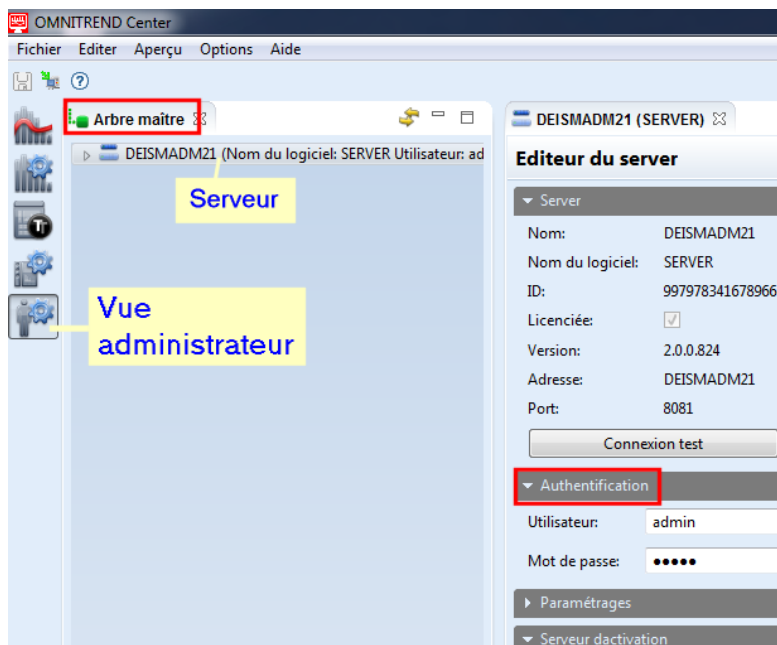 OMNITREND Center
Fichier Editer Aperçu Options Aide
Arbre maître
DEISMADM21 (Nom du logiciel: SERVER Utilisateur: ad
Serveur
Vue
administrateur
DEISMADM21 (SERVER)
Editeur du server
Server
Nom: DEISMADM21
Nom du logiciel: SERVER
ID: 997978341678966
Licenciée:
Version: 2.0.0.824
Adresse: DEISMADM21
Port: 8081
Connexion test
Authentification
Utilisateur: admin
Mot de passe: •••••
Paramétrages
Serveur dactivation